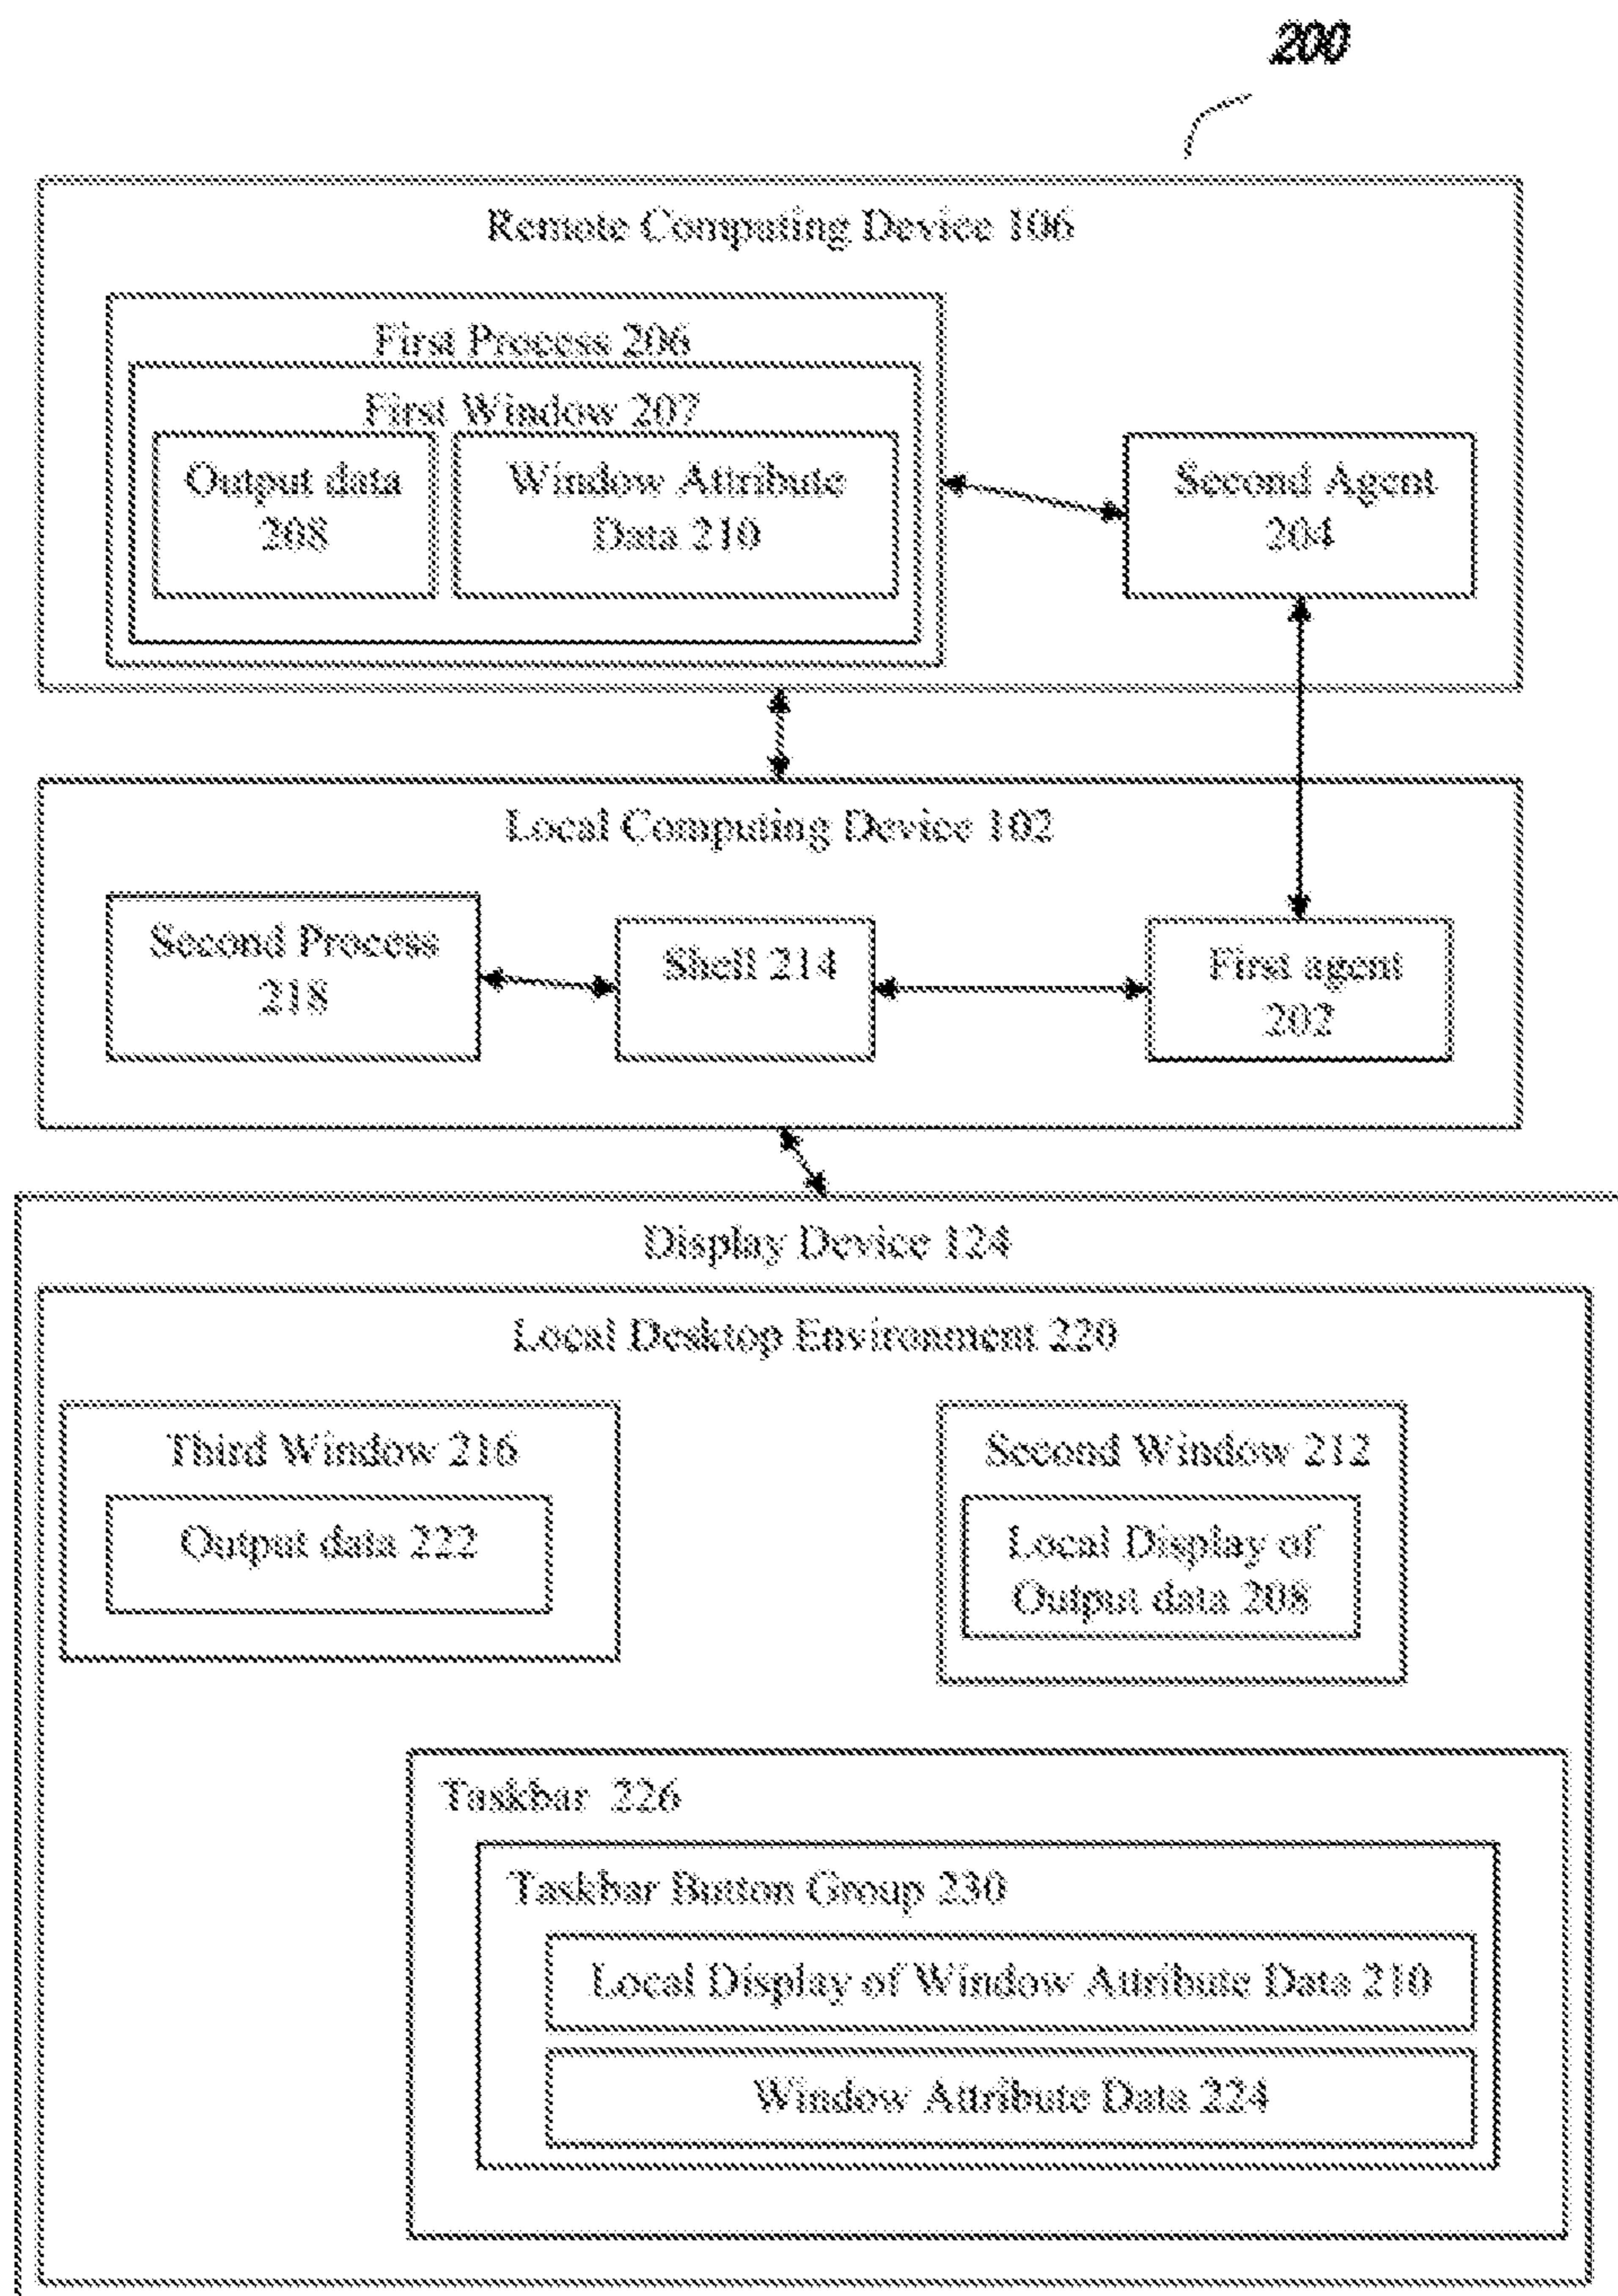 200
Remote Computing Device 106
First Process 206
First Window 207
Output data
208
Window Attribute
Data 210
Second Agent
204
Local Computing Device 102
Second Process
218
Shell 214
First agent
202
Display Device 124
Local Desktop Environment 220
Third Window 216
Output data 222
Second Window 212
Local Display of
Output data 208
Taskbar 226
Taskbar Button Group 230
Local Display of Window Attribute Data 210
Window Attribute Data 224